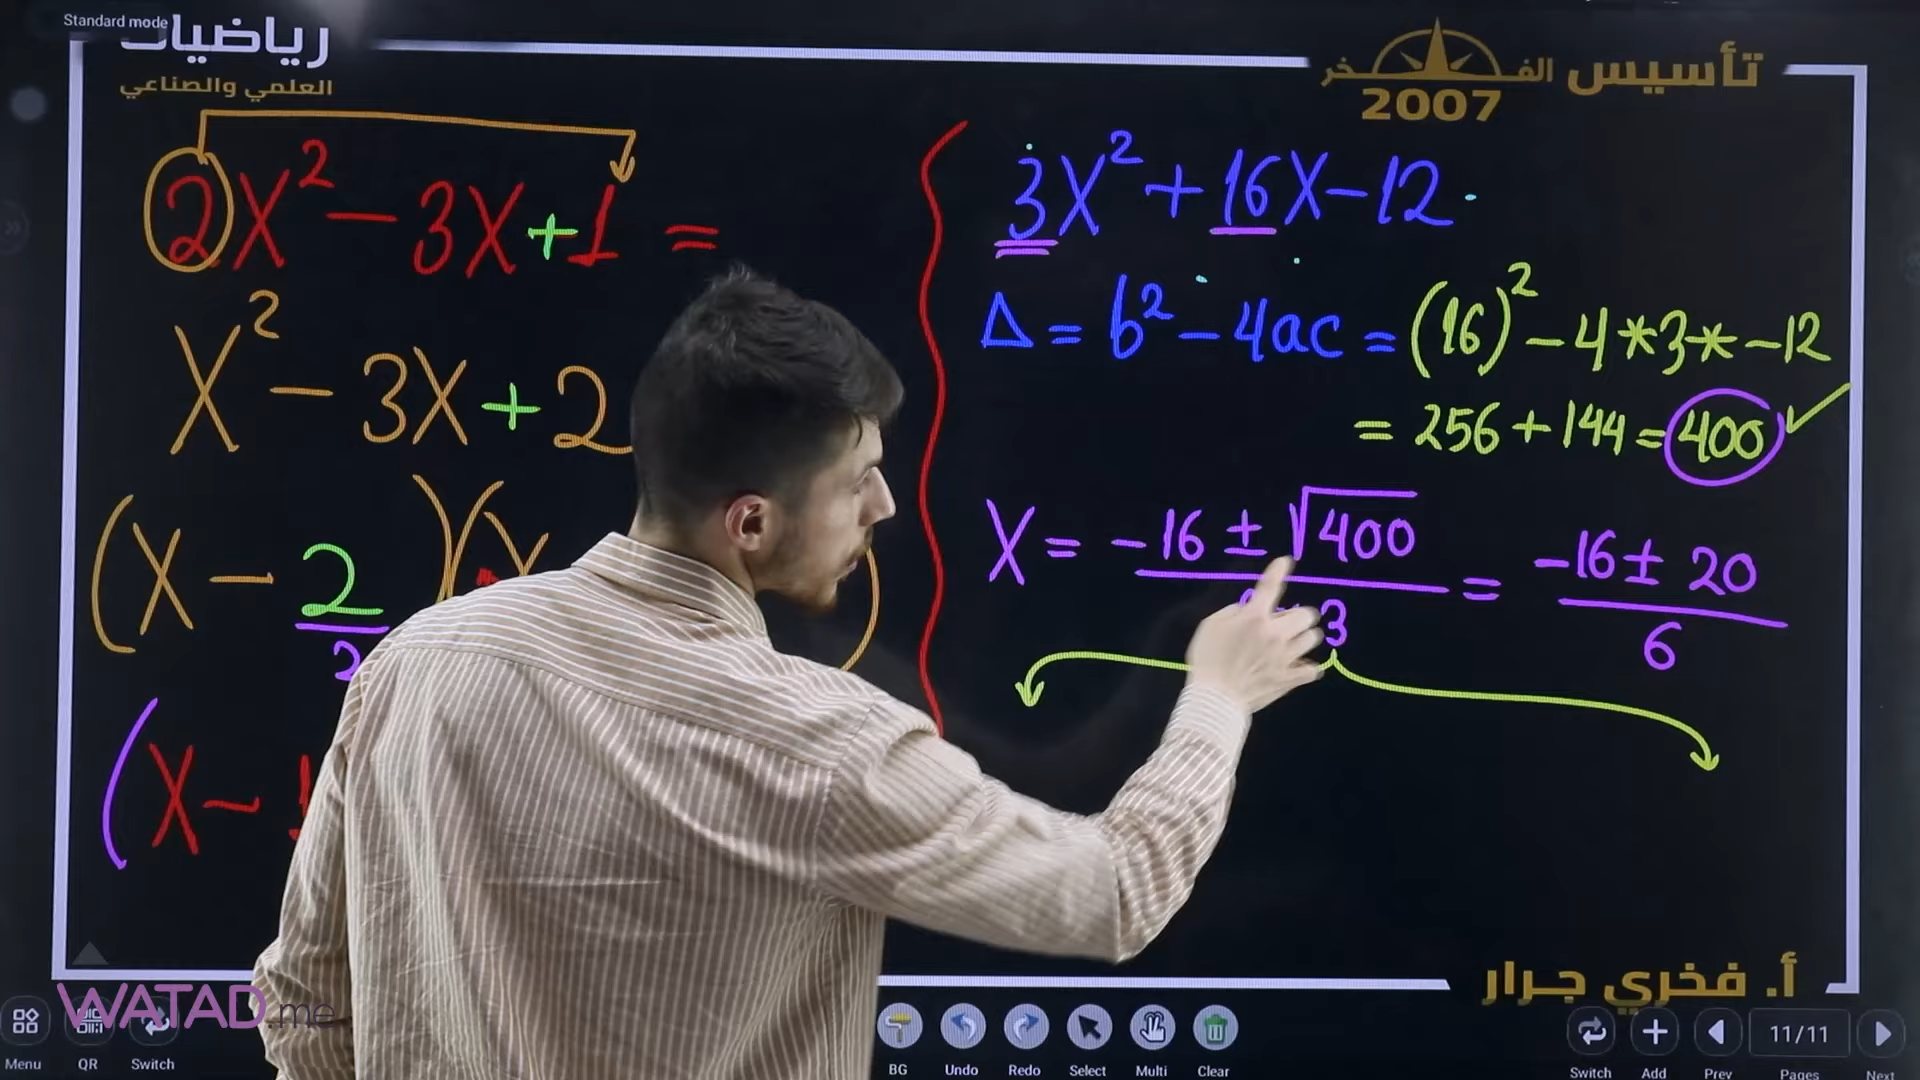 Standard mode
رياضيات
العلمي والصناعي
تأسيس الفخر
2007
2X² - 3X + 1 =
X² - 3X + 2
(X - 2/2)(X
(X -
3X² + 16X - 12
Δ = b² - 4ac = (16)² - 4*3* -12
= 256 + 144 = 400
X = -16 ± √400 / 3 = -16 ± 20 / 6
أ. فخري جرار
WATAD.me
Menu QR Switch BG Undo Redo Select Multi Clear Switch Add Prev 11/11 Pages Next